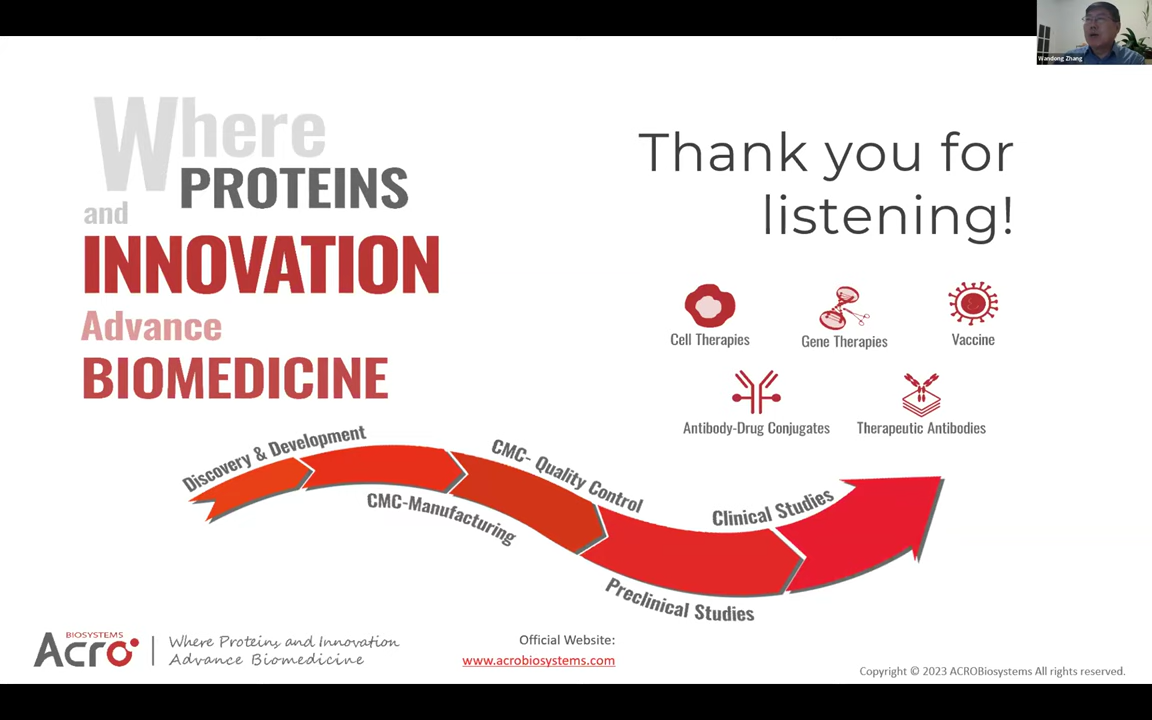 Wandong Zhang
Where
PROTEINS
and
INNOVATION
Advance
BIOMEDICINE
Thank you for
listening!
Cell Therapies
Gene Therapies
Vaccine
Antibody-Drug Conjugates
Therapeutic Antibodies
Discovery & Development
CMC-Manufacturing
CMC- Quality Control
Preclinical Studies
Clinical Studies
BIOSYSTEMS
Acro
Where Proteins and Innovation
Advance Biomedicine
Official Website:
www.acrobiosystems.com
Copyright © 2023 ACROBiosystems All rights reserved.